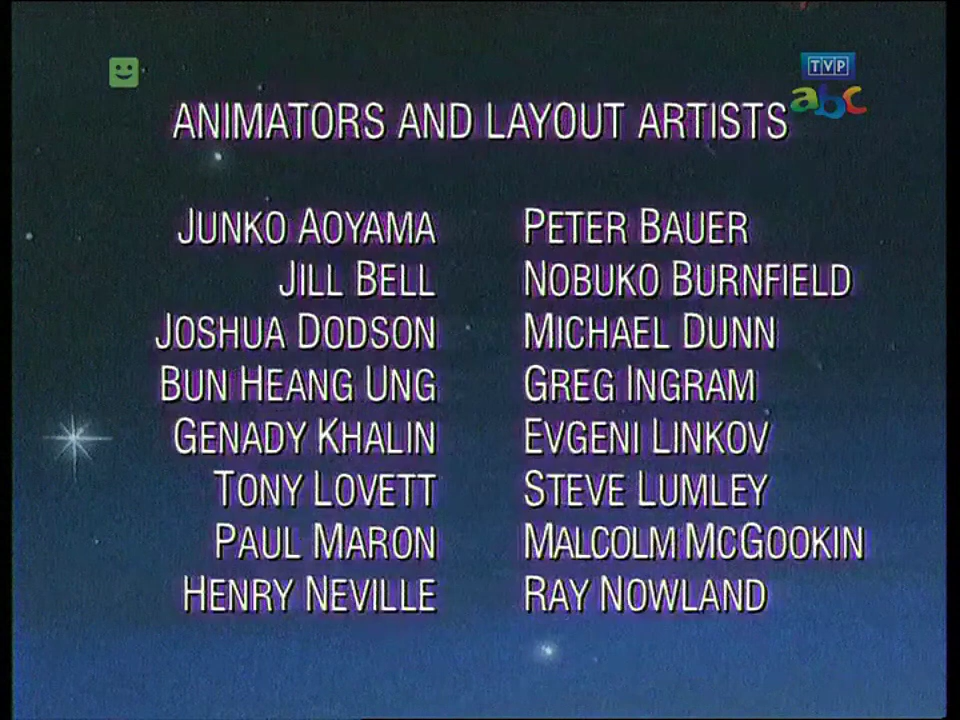 TVP
abc
ANIMATORS AND LAYOUT ARTISTS
JUNKO AOYAMA PETER BAUER
JILL BELL NOBUKO BURNFIELD
JOSHUA DODSON MICHAEL DUNN
BUN HEANG UNG GREG INGRAM
GENADY KHALIN EVGENI LINKOV
TONY LOVETT STEVE LUMLEY
PAUL MARON MALCOLM MCGOOKIN
HENRY NEVILLE RAY NOWLAND